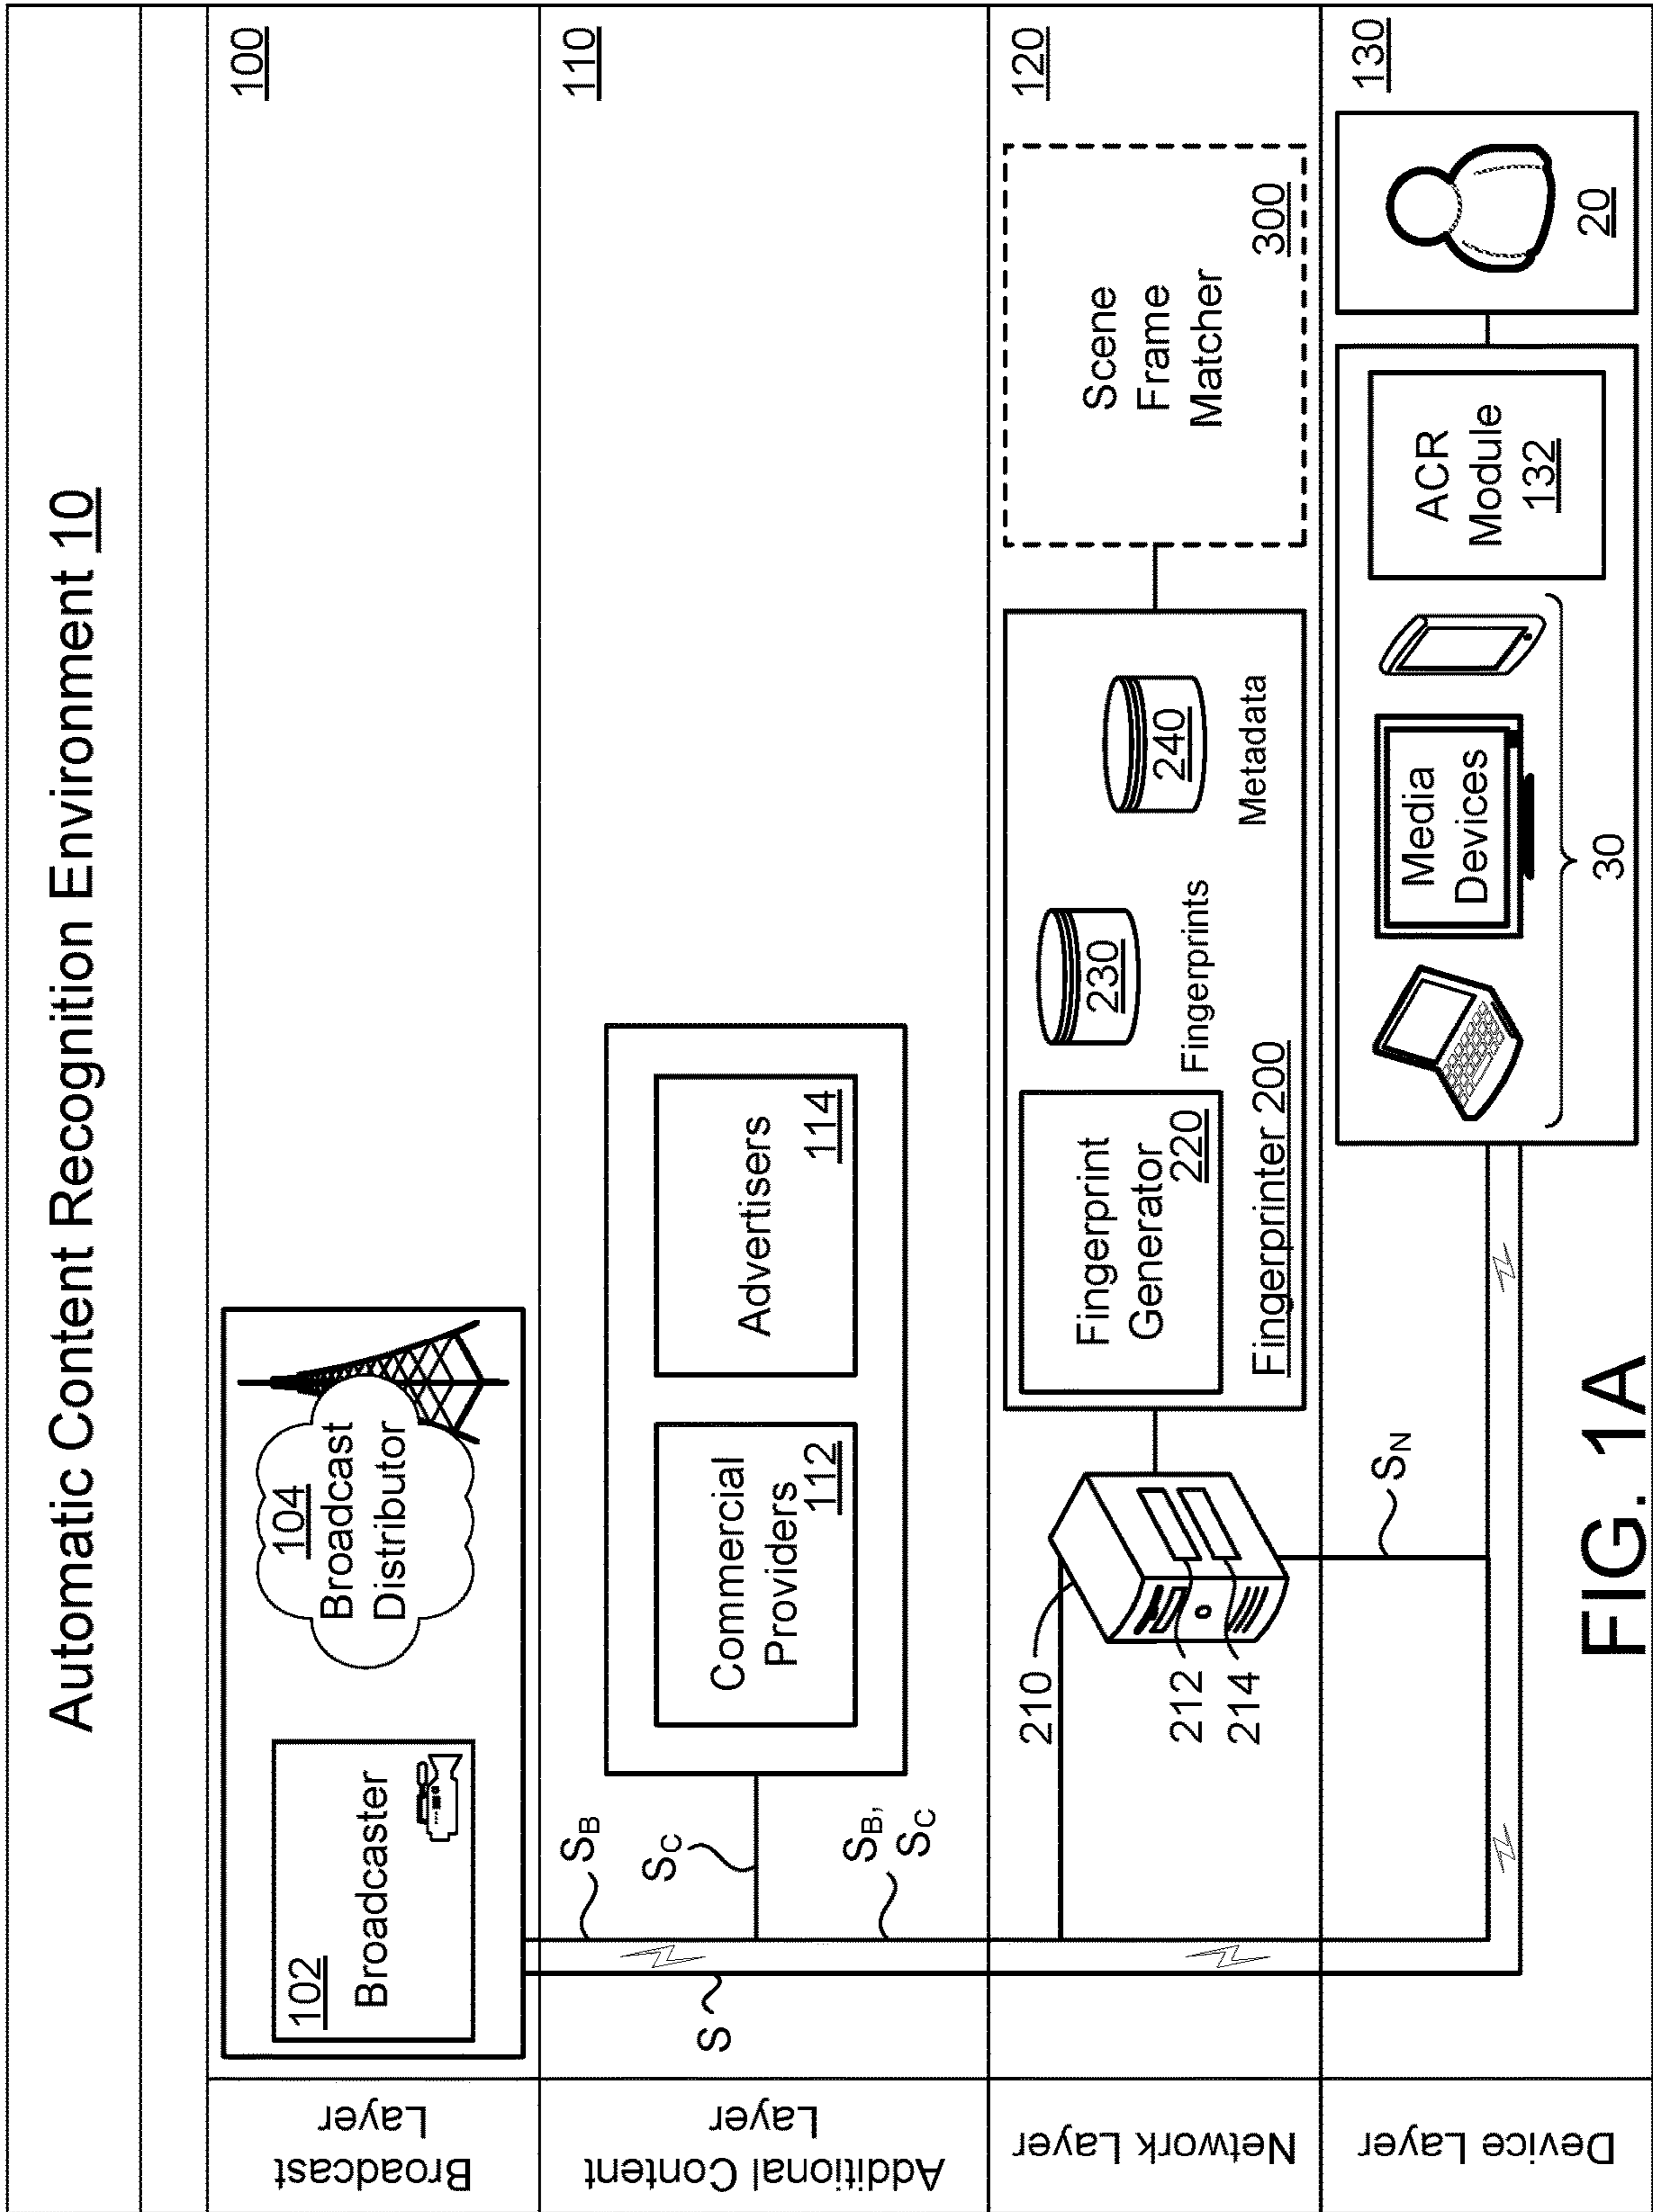 Automatic Content Recognition Environment 10
Broadcast
Layer
100
102
Broadcaster
104
Broadcast
Distributor
S
S_B
Additional Content
Layer
110
Commercial
Providers
112
Advertisers
114
S_C
S_B,
S_C
Network Layer
120
210
212
214
Fingerprint
Generator
220
Fingerprinter 200
230
Fingerprints
240
Metadata
Scene
Frame
Matcher
300
Device Layer
130
S_N
Media
Devices
30
ACR
Module
132
20
FIG. 1A